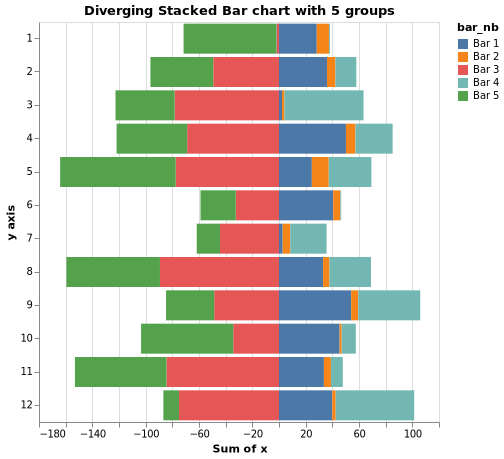 Diverging Stacked Bar chart with 5 groups
bar_nb
Bar 1
Bar 2
Bar 3
Bar 4
Bar 5
y axis
1
2
3
4
5
6
7
8
9
10
11
12
−180 −140 −100 −60 −20 20 60 100
Sum of x